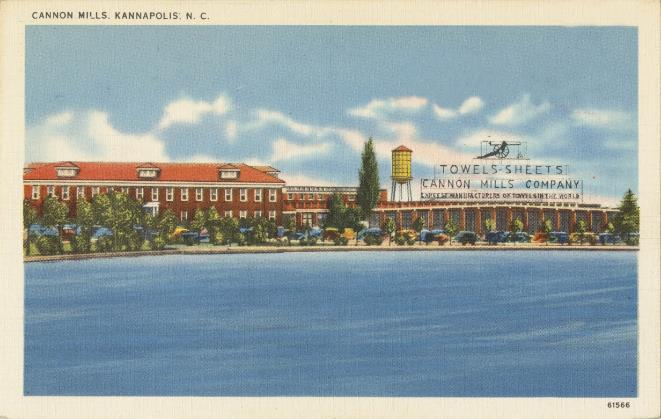 CANNON MILLS. KANNAPOLIS. N. C.
TOWELS-SHEETS
CANNON MILLS COMPANY
LARGEST MANUFACTURERS OF TOWELS IN THE WORLD
61566